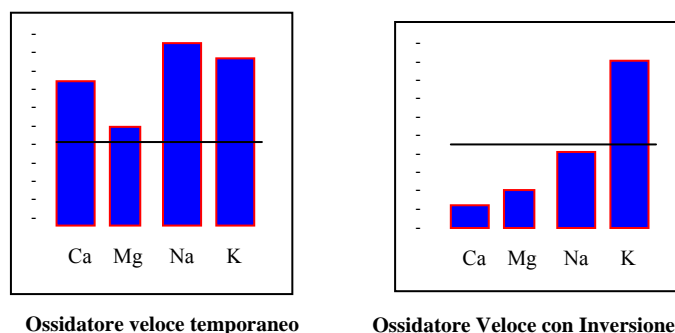 Ca Mg Na K
Ca Mg Na K
Ossidatore veloce temporaneo
Ossidatore Veloce con Inversione